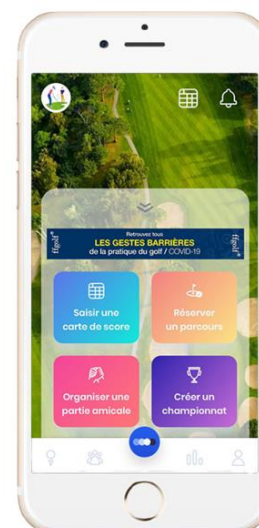 Retrouvez tous
LES GESTES BARRIÈRES
de la pratique du golf / COVID-19
ffgolf
ffgolf
Saisir une
carte de score
Réserver
un parcours
Organiser une
partie amicale
Créer un
championnat